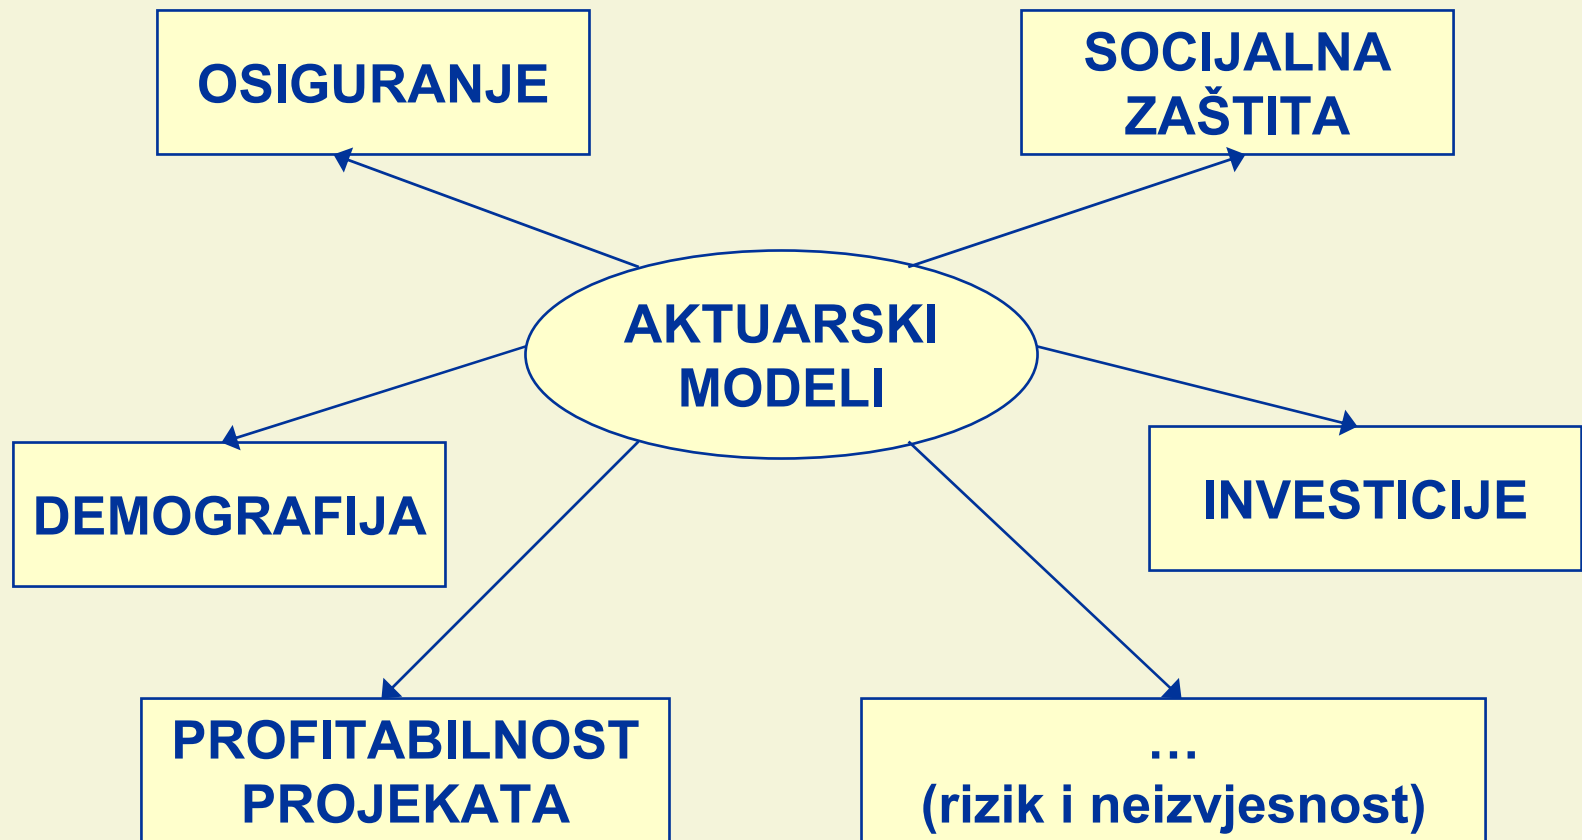 OSIGURANJE
SOCIJALNA
ZAŠTITA
AKTUARSKI
MODELI
DEMOGRAFIJA
INVESTICIJE
PROFITABILNOST
PROJEKATA
…
(rizik i neizvjesnost)